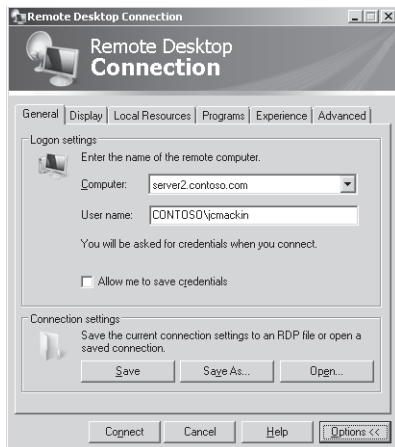 Remote Desktop Connection
Remote Desktop
Connection
General Display Local Resources Programs Experience Advanced
Logon settings
Enter the name of the remote computer.
Computer: server2.contoso.com
User name: CONTOSO\jcmackin
You will be asked for credentials when you connect.
Allow me to save credentials
Connection settings
Save the current connection settings to an RDP file or open a
saved connection.
Save Save As... Open...
Connect Cancel Help Options <<